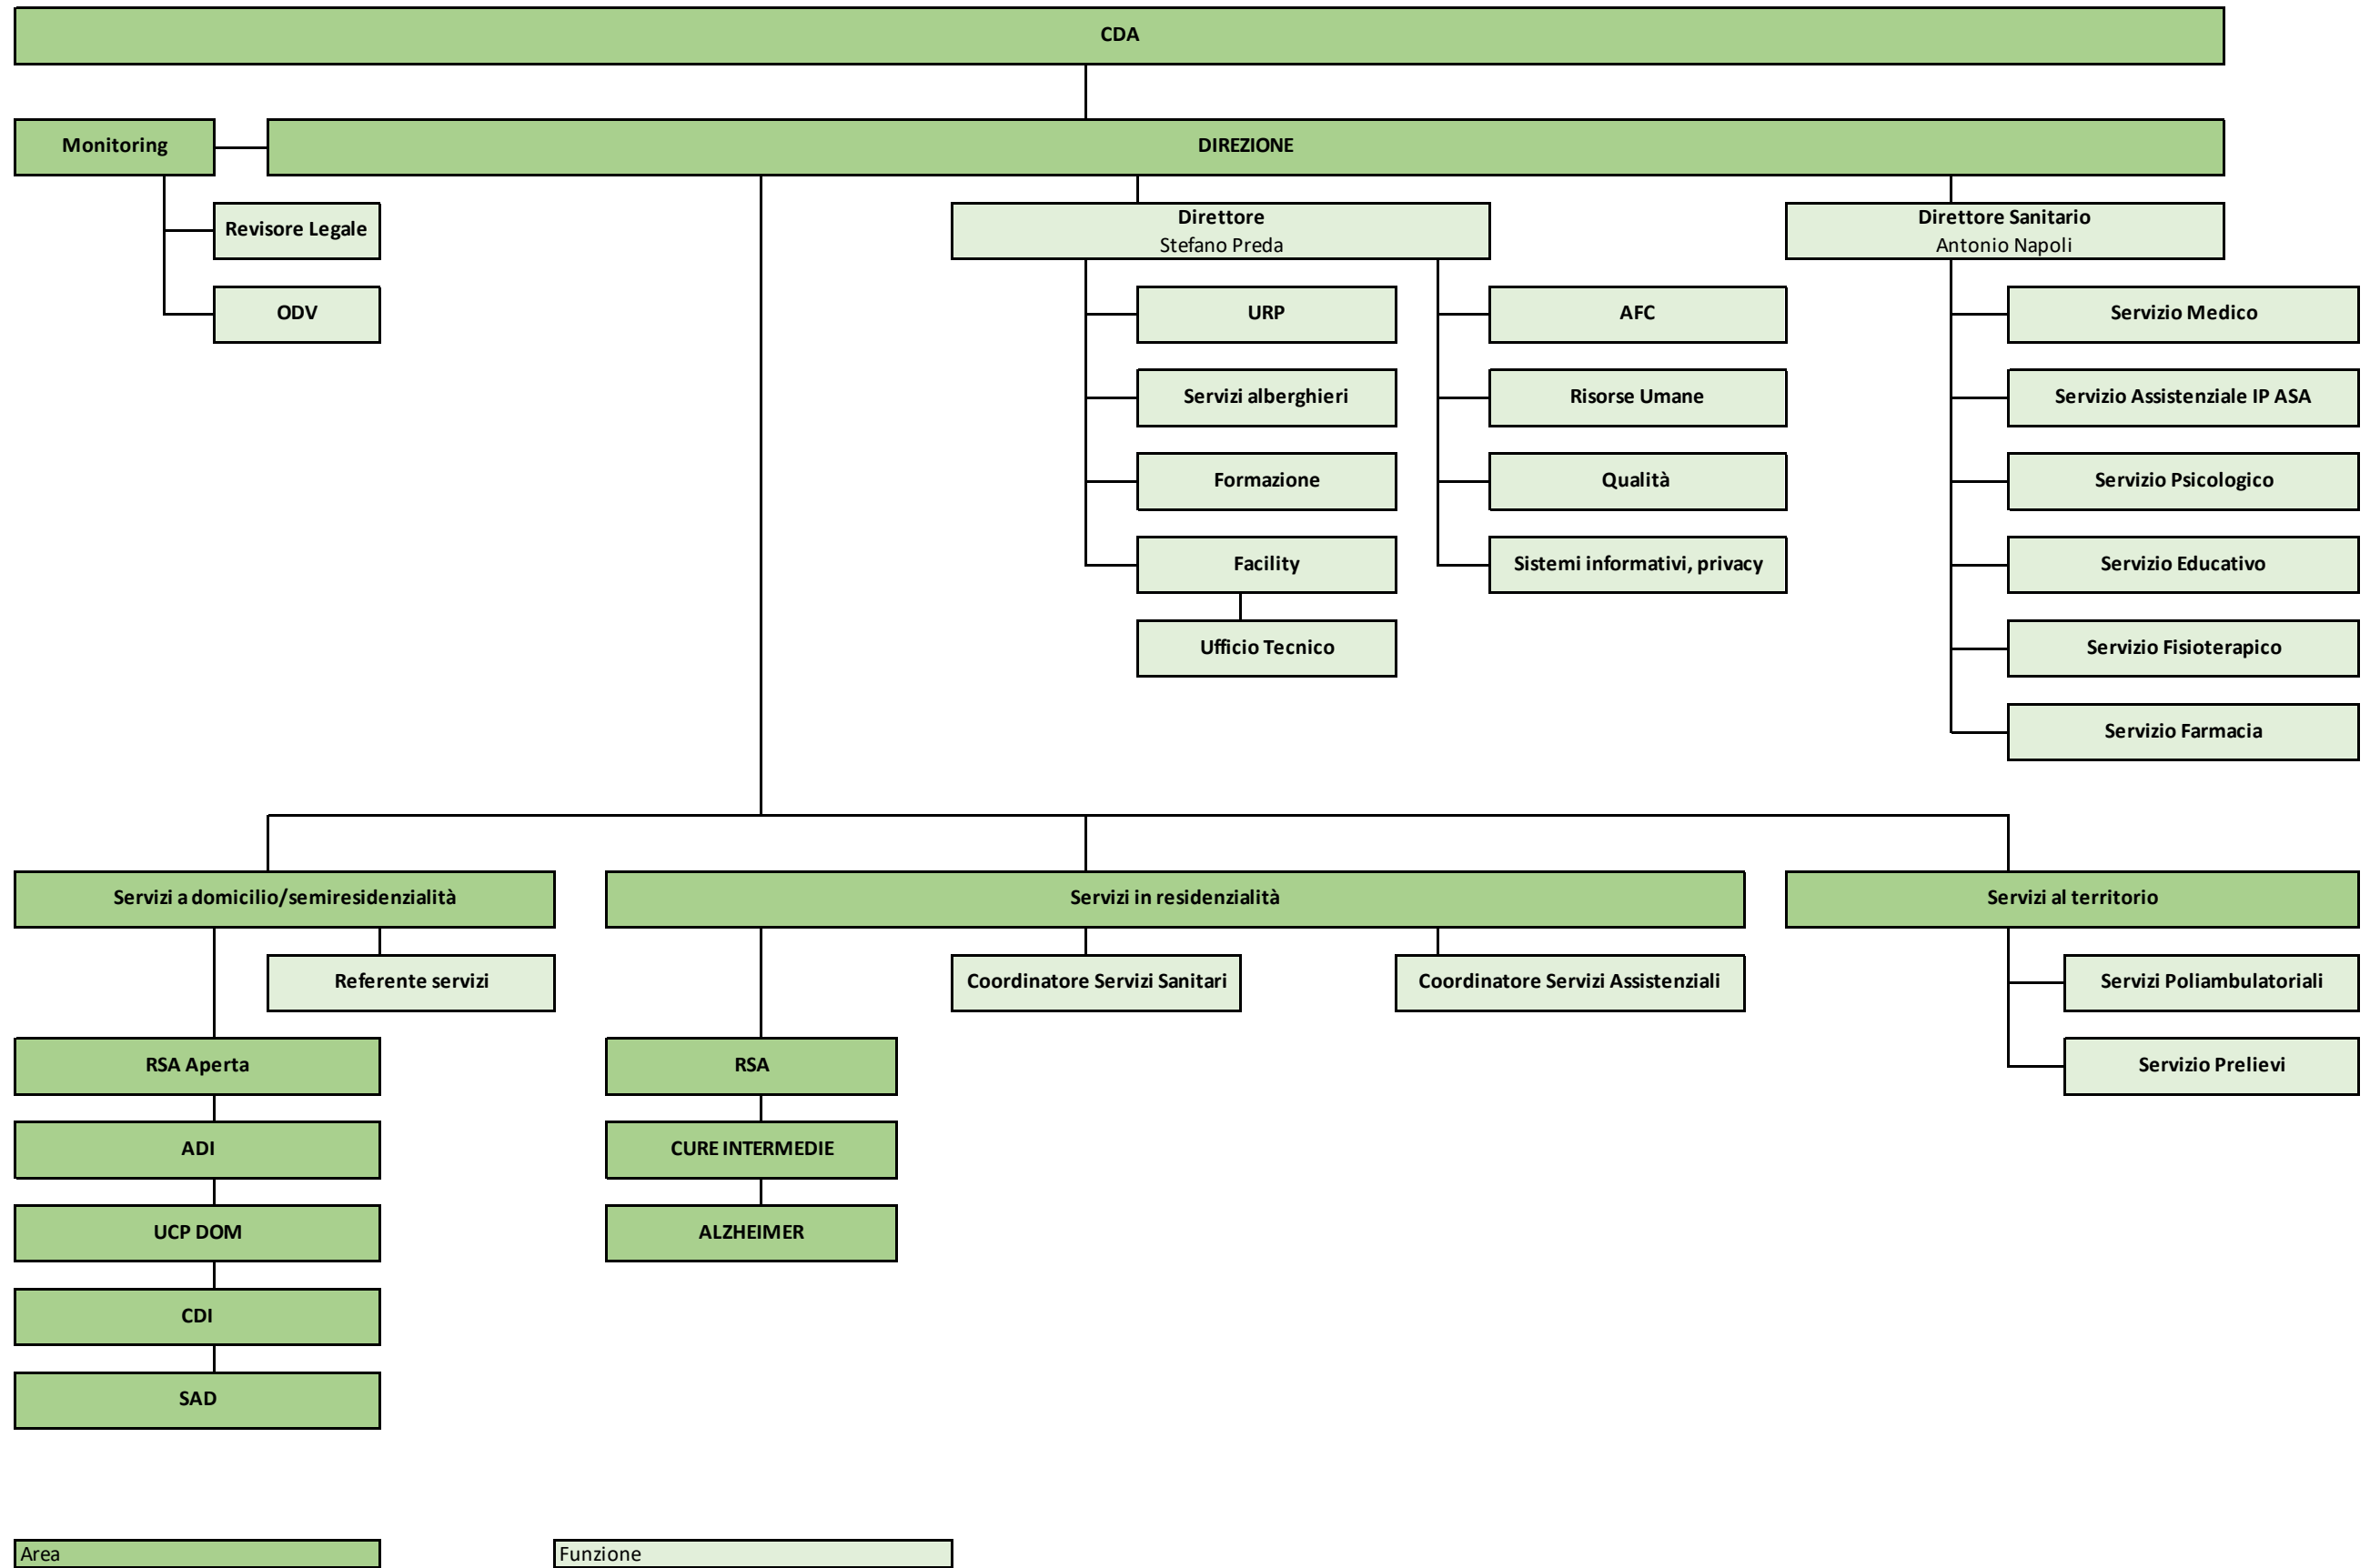 CDA
Monitoring
DIREZIONE
Revisore Legale
ODV
Direttore
Stefano Preda
Direttore Sanitario
Antonio Napoli
URP
AFC
Servizio Medico
Servizi alberghieri
Risorse Umane
Servizio Assistenziale IP ASA
Formazione
Qualità
Servizio Psicologico
Facility
Sistemi informativi, privacy
Servizio Educativo
Ufficio Tecnico
Servizio Fisioterapico
Servizio Farmacia
Servizi a domicilio/semiresidenzialità
Servizi in residenzialità
Servizi al territorio
Referente servizi
Coordinatore Servizi Sanitari
Coordinatore Servizi Assistenziali
Servizi Poliambulatoriali
RSA Aperta
RSA
Servizio Prelievi
ADI
CURE INTERMEDIE
UCP DOM
ALZHEIMER
CDI
SAD
Area
Funzione